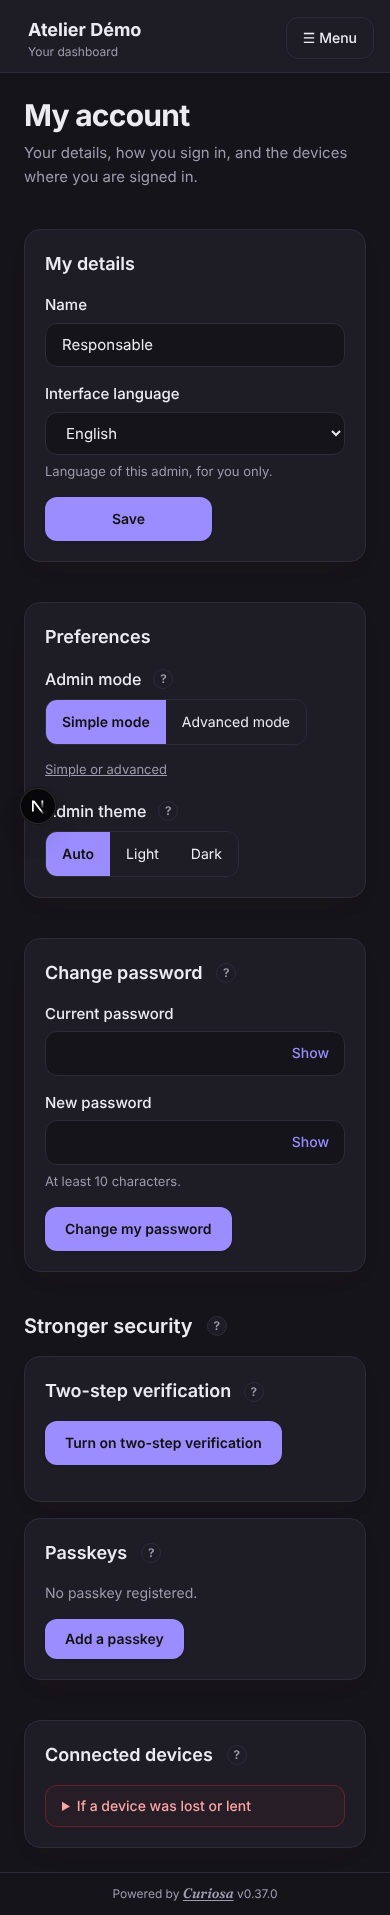 Atelier Démo
Your dashboard
☰ Menu
My account
Your details, how you sign in, and the devices
where you are signed in.
My details
Name
Responsable
Interface language
English
Language of this admin, for you only.
Save
Preferences
Admin mode ?
Simple mode Advanced mode
Simple or advanced
dmin theme ?
Auto Light Dark
Change password ?
Current password
Show
New password
Show
At least 10 characters.
Change my password
Stronger security ?
Two-step verification ?
Turn on two-step verification
Passkeys ?
No passkey registered.
Add a passkey
Connected devices ?
▶ If a device was lost or lent
Powered by Curiosa v0.37.0